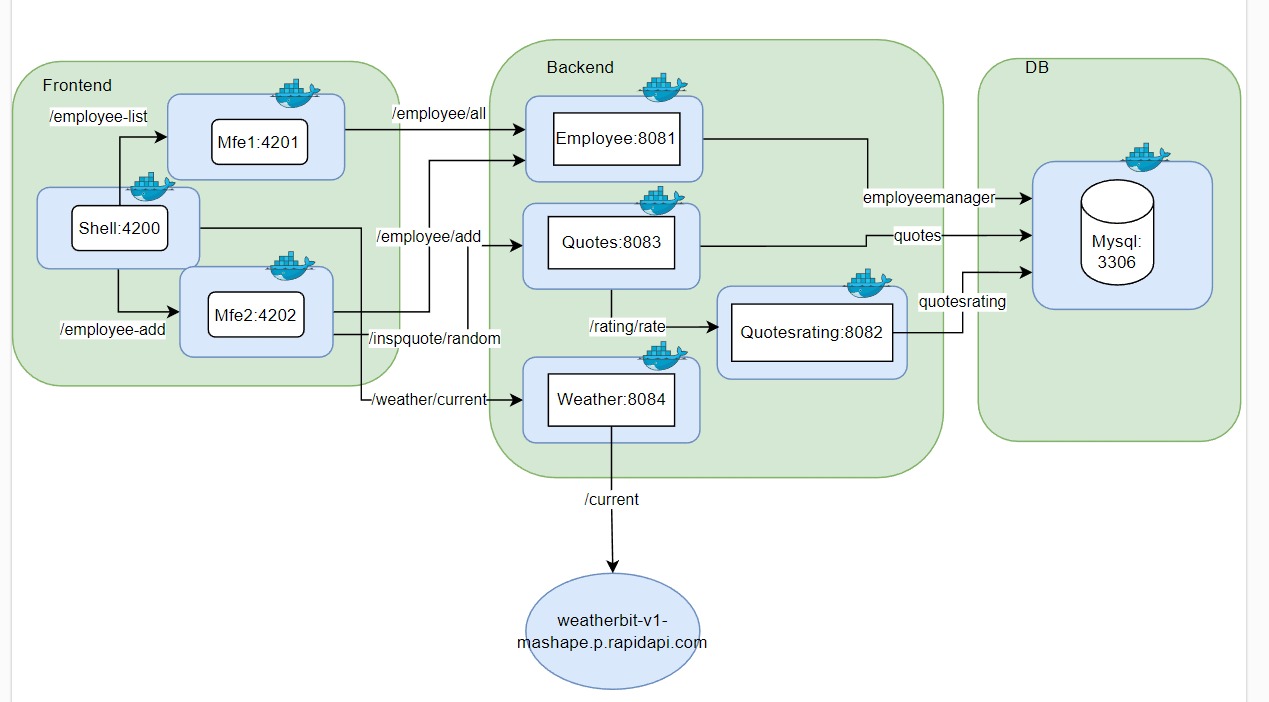 Frontend
Backend
DB
/employee-list
Mfe1:4201
/employee/all
Employee:8081
employeemanager
Shell:4200
/employee/add
Quotes:8083
quotes
Mysql:
3306
/employee-add
Mfe2:4202
/inspquote/random
/rating/rate
Quotesrating:8082
quotesrating
/weather/current
Weather:8084
/current
weatherbit-v1-
mashape.p.rapidapi.com